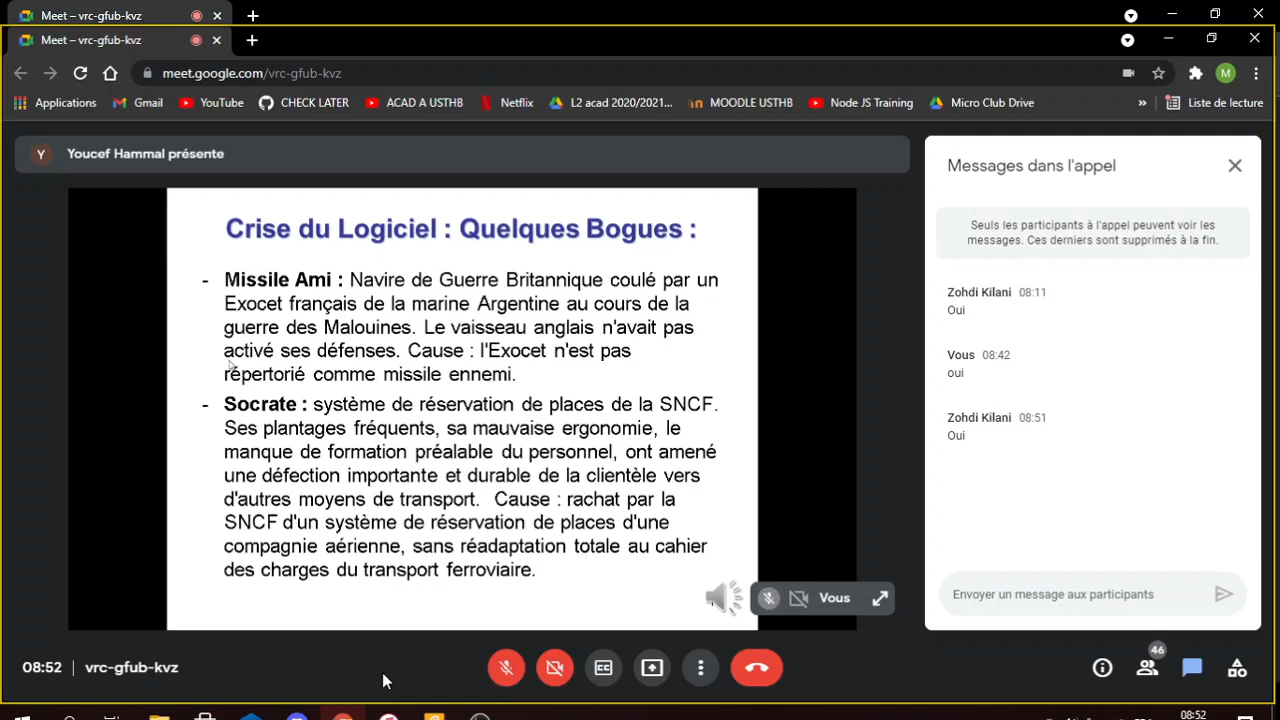 Meet – vrc-gfub-kvz
Meet – vrc-gfub-kvz
meet.google.com/vrc-gfub-kvz
M
Applications Gmail YouTube CHECK LATER ACAD A USTHB Netflix L2 acad 2020/2021... MOODLE USTHB Node JS Training Micro Club Drive » Liste de lecture
Y Youcef Hammal présente
Crise du Logiciel : Quelques Bogues :
- Missile Ami : Navire de Guerre Britannique coulé par un
Exocet français de la marine Argentine au cours de la
guerre des Malouines. Le vaisseau anglais n'avait pas
activé ses défenses. Cause : l'Exocet n'est pas
répertorié comme missile ennemi.
- Socrate : système de réservation de places de la SNCF.
Ses plantages fréquents, sa mauvaise ergonomie, le
manque de formation préalable du personnel, ont amené
une défection importante et durable de la clientèle vers
d'autres moyens de transport. Cause : rachat par la
SNCF d'un système de réservation de places d'une
compagnie aérienne, sans réadaptation totale au cahier
des charges du transport ferroviaire.
Vous
Messages dans l'appel
Seuls les participants à l'appel peuvent voir les
messages. Ces derniers sont supprimés à la fin.
Zohdi Kilani 08:11
Oui
Vous 08:42
oui
Zohdi Kilani 08:51
Oui
Envoyer un message aux participants
08:52 | vrc-gfub-kvz
46
08:52